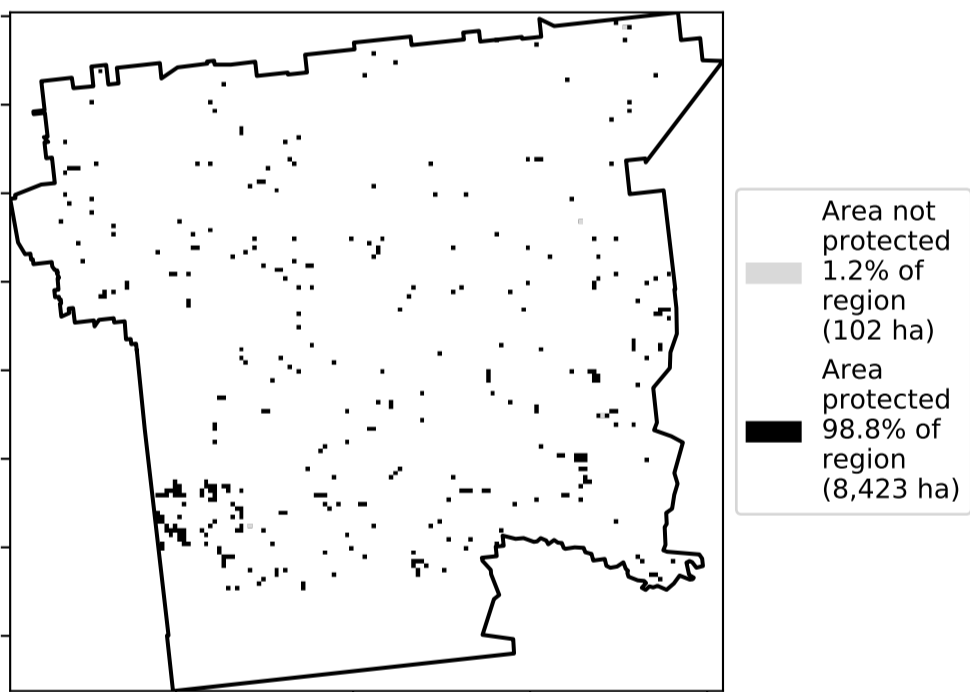 Area not
protected
1.2% of
region
(102 ha)
Area
protected
98.8% of
region
(8,423 ha)